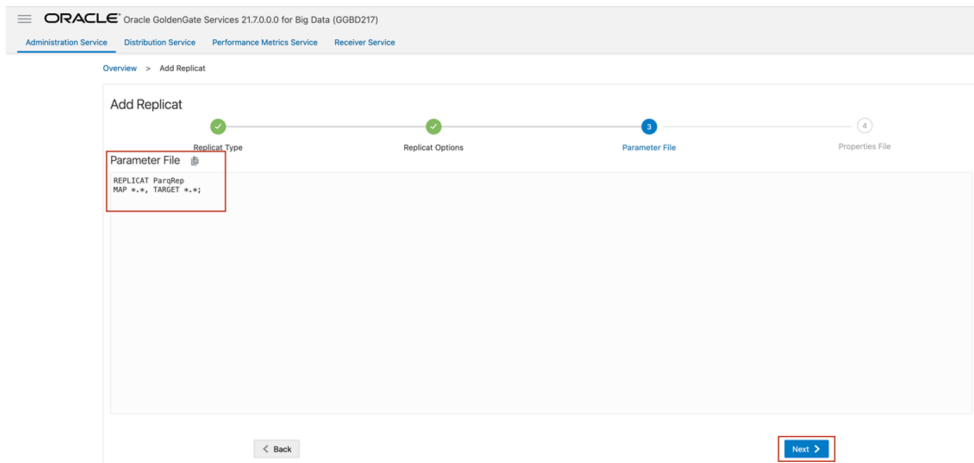 ORACLE Oracle GoldenGate Services 21.7.0.0.0 for Big Data (GGBD217)
Administration Service Distribution Service Performance Metrics Service Receiver Service
Overview > Add Replicat
Add Replicat
3 4
Replicat Type Replicat Options Parameter File Properties File
Parameter File
REPLICAT ParqRep
MAP *.*, TARGET *.*;
< Back Next >